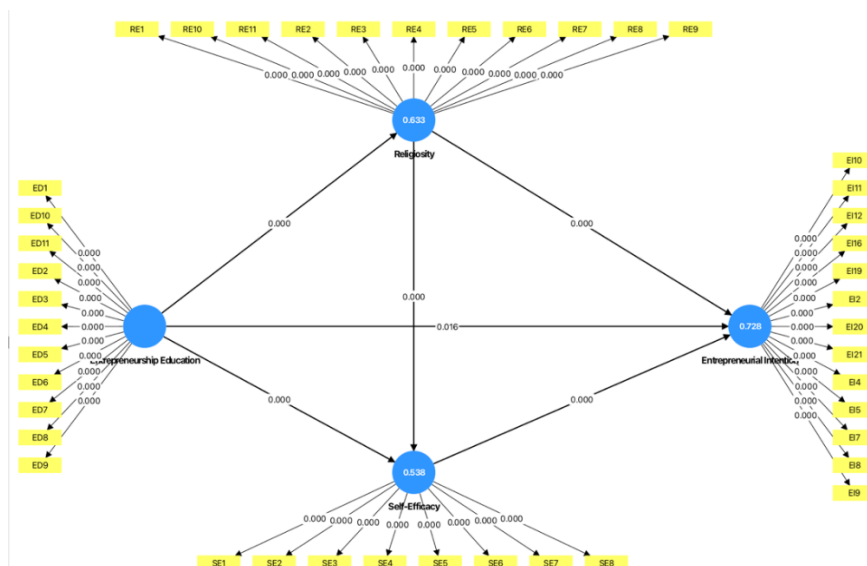 RE1 RE10 RE11 RE2 RE3 RE4 RE5 RE6 RE7 RE8 RE9
0.000 0.000 0.000 0.000 0.000 0.000 0.000 0.000 0.000 0.000 0.000
0.633
Religiosity
ED1
ED10
ED11
ED2
ED3
ED4
ED5
ED6
ED7
ED8
ED9
0.000
0.000
0.000
0.000
0.000
0.000
0.000
0.000
0.000
0.000
0.000
Entrepreneurship Education
0.000
0.000
0.000
0.016
0.000
0.000
0.728
Entrepreneurial Intention
0.000
0.000
0.000
0.000
0.000
0.000
0.000
0.000
0.000
0.000
0.000
0.000
0.000
EI10
EI11
EI12
EI16
EI19
EI2
EI20
EI21
EI4
EI5
EI7
EI8
EI9
0.538
Self-Efficacy
0.000 0.000 0.000 0.000 0.000 0.000 0.000 0.000
SE1 SE2 SE3 SE4 SE5 SE6 SE7 SE8